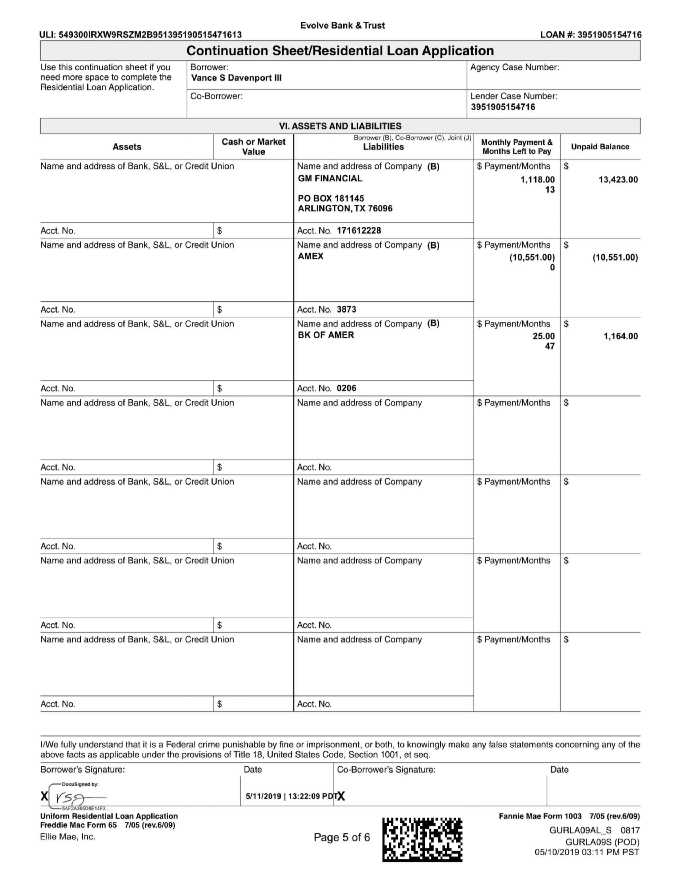 Evolve Bank & Trust
ULI: 549300IRXW9RSZM2B951395190515471613 LOAN #: 3951905154716
Continuation Sheet/Residential Loan Application
Use this continuation sheet if you need more space to complete the Residential Loan Application.
Borrower:
Vance S Davenport III
Agency Case Number:
Co-Borrower:
Lender Case Number:
3951905154716
VI. ASSETS AND LIABILITIES
Assets
Cash or Market Value
Borrower (B), Co-Borrower (C), Joint (J)
Liabilities
Monthly Payment & Months Left to Pay
Unpaid Balance
Name and address of Bank, S&L, or Credit Union
Name and address of Company (B)
GM FINANCIAL
PO BOX 181145
ARLINGTON, TX 76096
$ Payment/Months
1,118.00
13
$
13,423.00
Acct. No. $ Acct. No. 171612228
Name and address of Bank, S&L, or Credit Union
Name and address of Company (B)
AMEX
$ Payment/Months
(10,551.00)
0
$
(10,551.00)
Acct. No. $ Acct. No. 3873
Name and address of Bank, S&L, or Credit Union
Name and address of Company (B)
BK OF AMER
$ Payment/Months
25.00
47
$
1,164.00
Acct. No. $ Acct. No. 0206
Name and address of Bank, S&L, or Credit Union Name and address of Company $ Payment/Months $
Acct. No. $ Acct. No.
Name and address of Bank, S&L, or Credit Union Name and address of Company $ Payment/Months $
Acct. No. $ Acct. No.
Name and address of Bank, S&L, or Credit Union Name and address of Company $ Payment/Months $
Acct. No. $ Acct. No.
Name and address of Bank, S&L, or Credit Union Name and address of Company $ Payment/Months $
Acct. No. $ Acct. No.
I/We fully understand that it is a Federal crime punishable by fine or imprisonment, or both, to knowingly make any false statements concerning any of the
above facts as applicable under the provisions of Title 18, United States Code, Section 1001, et seq.
Borrower's Signature: Date Co-Borrower's Signature: Date
DocuSigned by:
X VSD 5/11/2019 | 13:22:09 PDT X
Uniform Residential Loan Application
Freddie Mac Form 65 7/05 (rev.6/09)
Ellie Mae, Inc.
Page 5 of 6
Fannie Mae Form 1003 7/05 (rev.6/09)
GURLA09AL_S 0817
GURLA09S (POD)
05/10/2019 03:11 PM PST